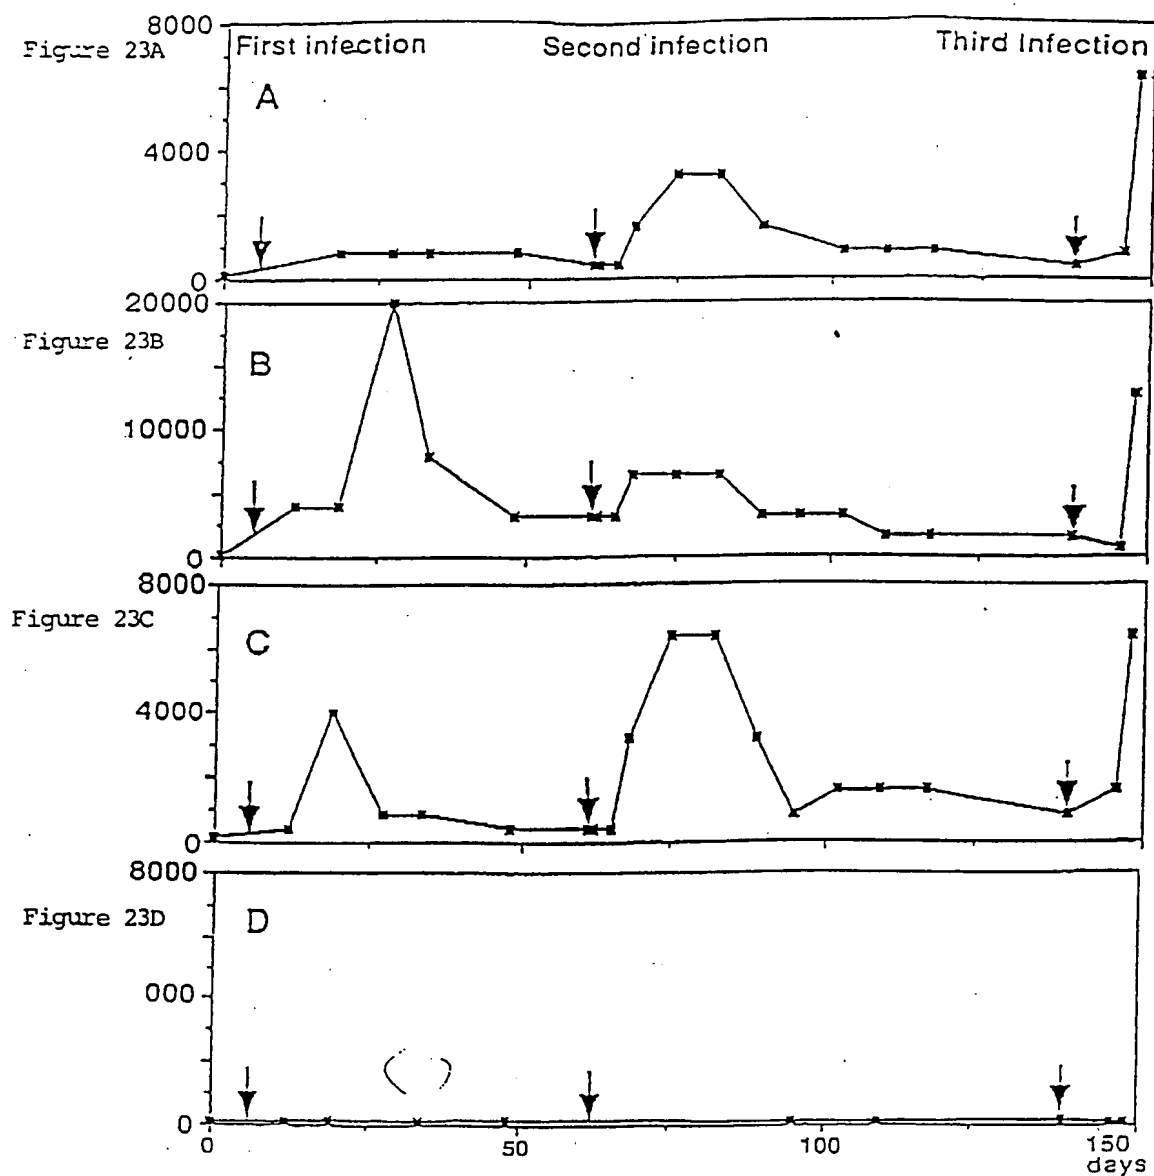 8000
Figure 23A
First infection
Second infection
Third Infection
A
4000
0
20000
Figure 23B
B
10000
0
8000
Figure 23C
C
4000
0
8000
Figure 23D
D
000
0
0
50
100
150
days